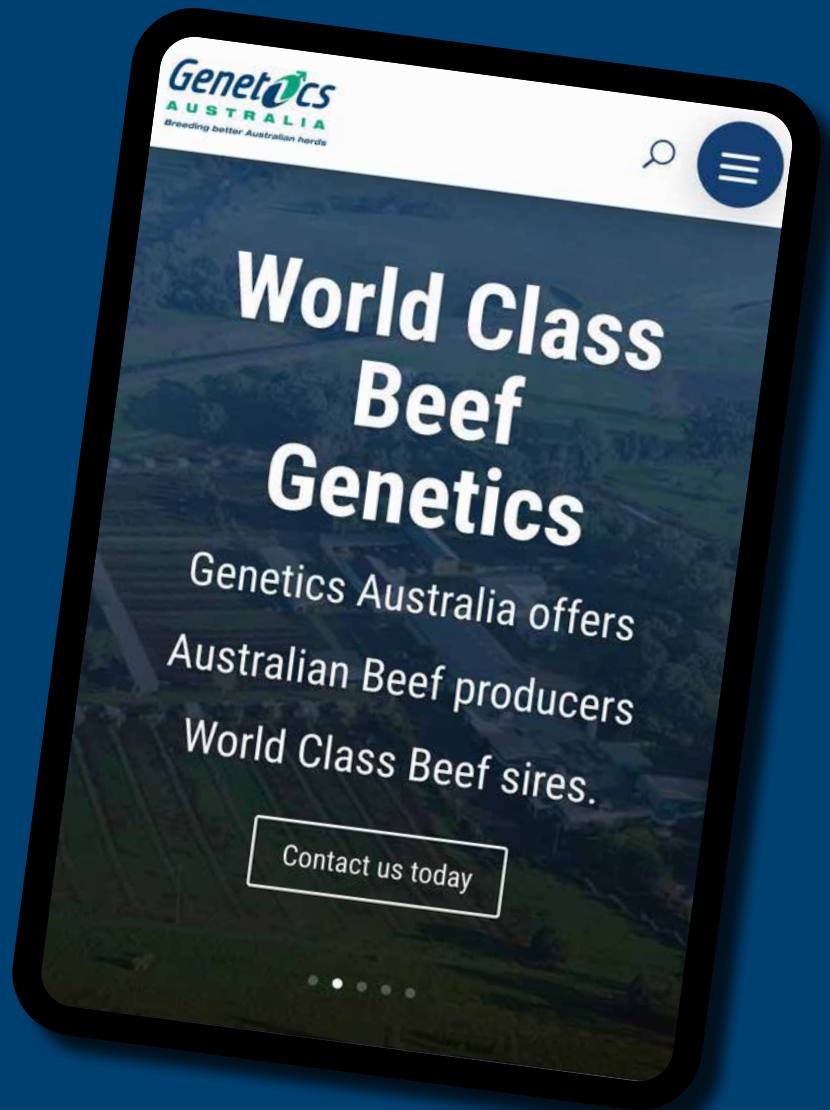 Genetics
AUSTRALIA
Breeding better Australian herds
World Class
Beef
Genetics
Genetics Australia offers
Australian Beef producers
World Class Beef sires.
Contact us today